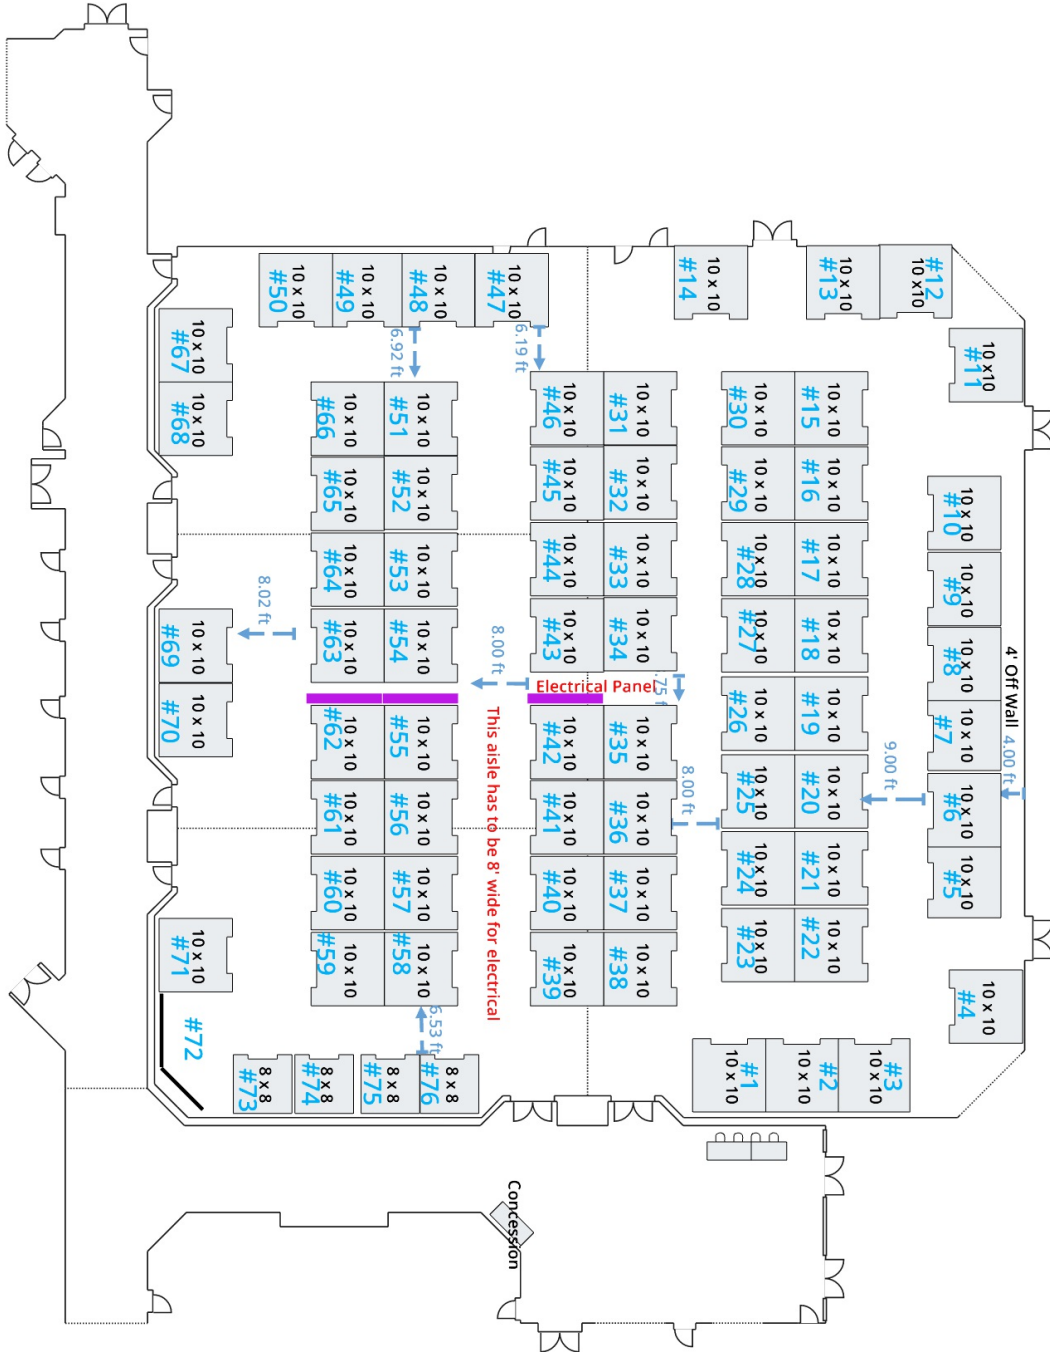 #12
10 x10
#13
10 x 10
#14
10 x 10
#47
10 x 10
#48
10 x 10
#49
10 x 10
#50
10 x 10
#11
10 x10
#67
10 x 10
#68
10 x 10
6.92 ft
6.19 ft
#66
10 x 10
#51
10 x 10
#46
10 x 10
#31
10 x 10
#30
10 x 10
#15
10 x 10
#65
10 x 10
#52
10 x 10
#45
10 x 10
#32
10 x 10
#29
10 x 10
#16
10 x 10
#10
10 x 10
#64
10 x 10
#53
10 x 10
#44
10 x 10
#33
10 x 10
#28
10 x 10
#17
10 x 10
#9
10 x 10
8.02 ft
#69
10 x 10
#63
10 x 10
#54
10 x 10
8.00 ft
#43
10 x 10
#34
10 x 10
#27
10 x 10
#18
10 x 10
#8
10 x 10
4' Off Wall
4.00 ft
Electrical Panel
.75 f
#70
10 x 10
#62
10 x 10
#55
10 x 10
This aisle has to be 8' wide for electrical
#42
10 x 10
#35
10 x 10
#26
10 x 10
#19
10 x 10
#7
10 x 10
8.00 ft
9.00 ft
#61
10 x 10
#56
10 x 10
#41
10 x 10
#36
10 x 10
#25
10 x 10
#20
10 x 10
#6
10 x 10
#60
10 x 10
#57
10 x 10
#40
10 x 10
#37
10 x 10
#24
10 x 10
#21
10 x 10
#5
10 x 10
#71
10 x 10
#59
10 x 10
#58
10 x 10
#39
10 x 10
#38
10 x 10
#23
10 x 10
#22
10 x 10
#4
10 x 10
6.53 ft
#72
#73
8 x 8
#74
8 x 8
#75
8 x 8
#76
8 x 8
#1
10 x 10
#2
10 x 10
#3
10 x 10
Concession